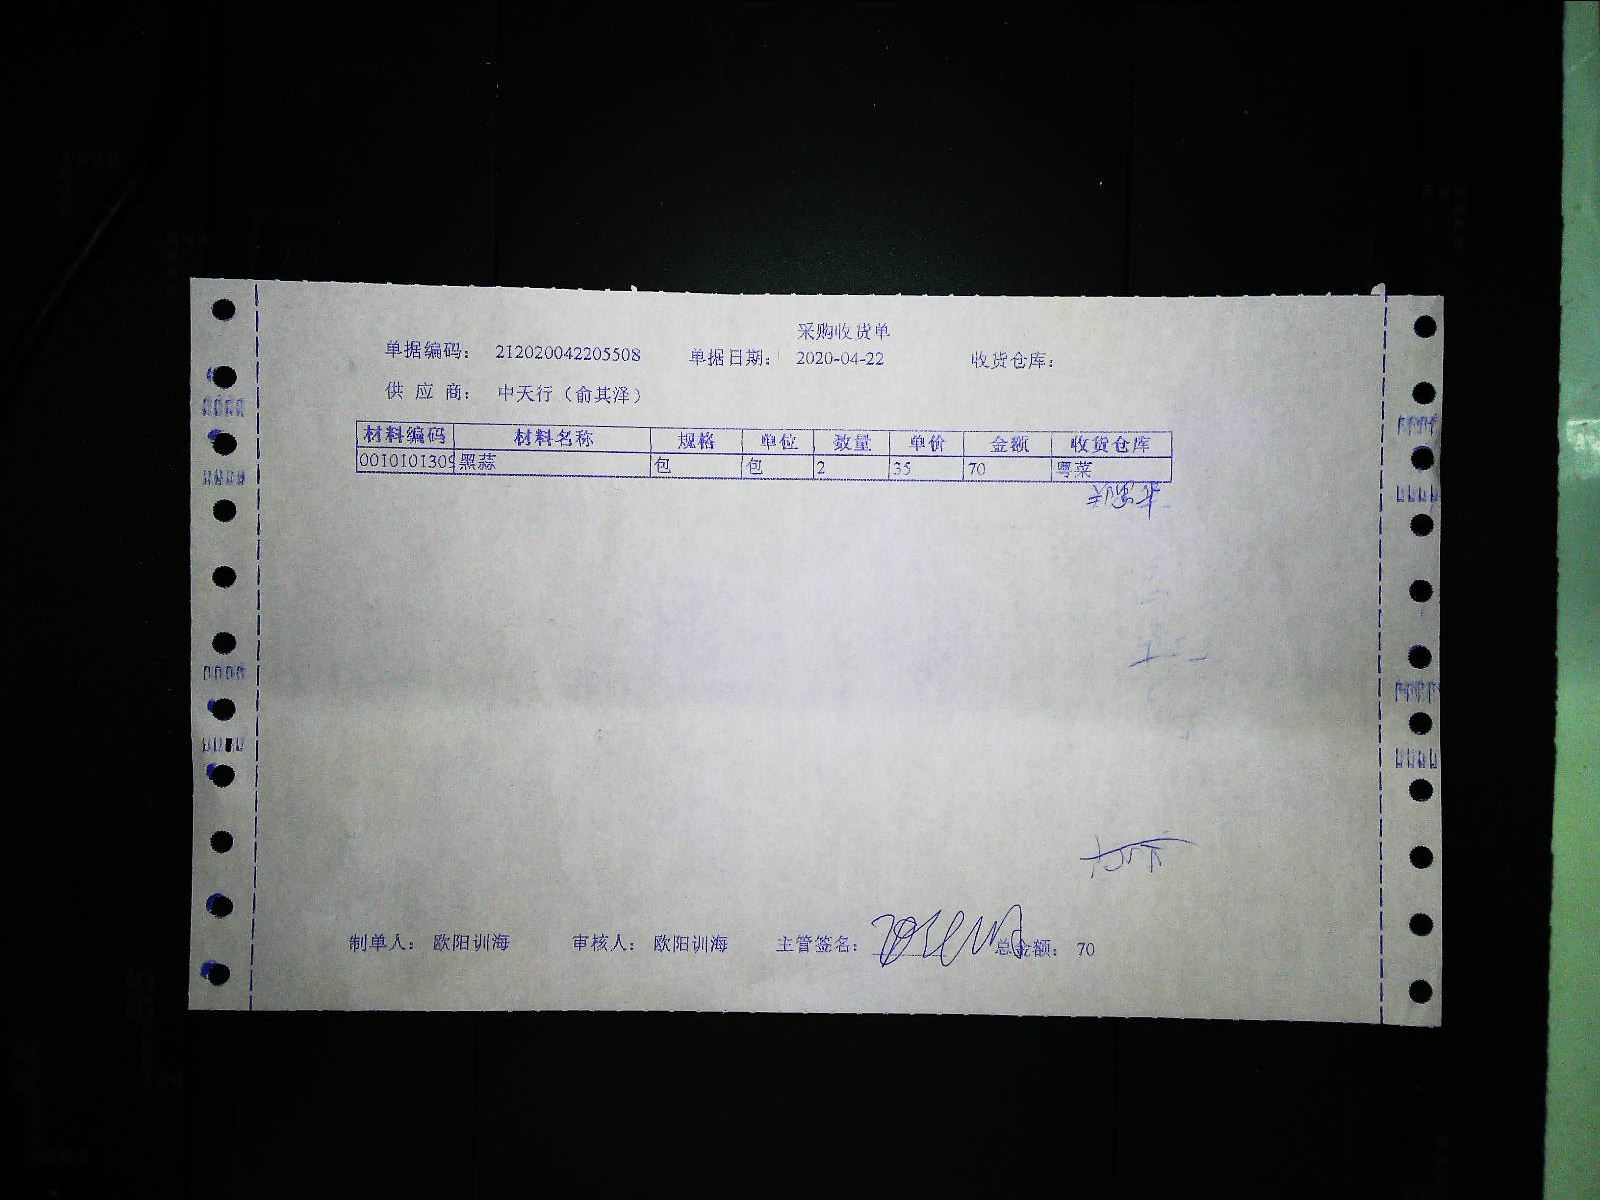 采购收货单
单据编码： 212020042205508 单据日期： 2020-04-22 收货仓库：
供 应 商： 中天行（俞其泽）
材料编码 材料名称 规格 单位 数量 单价 金额 收货仓库
0010101309 黑蒜 包 包 2 35 70 粤菜
制单人： 欧阳训海 审核人： 欧阳训海 主管签名： 总金额： 70